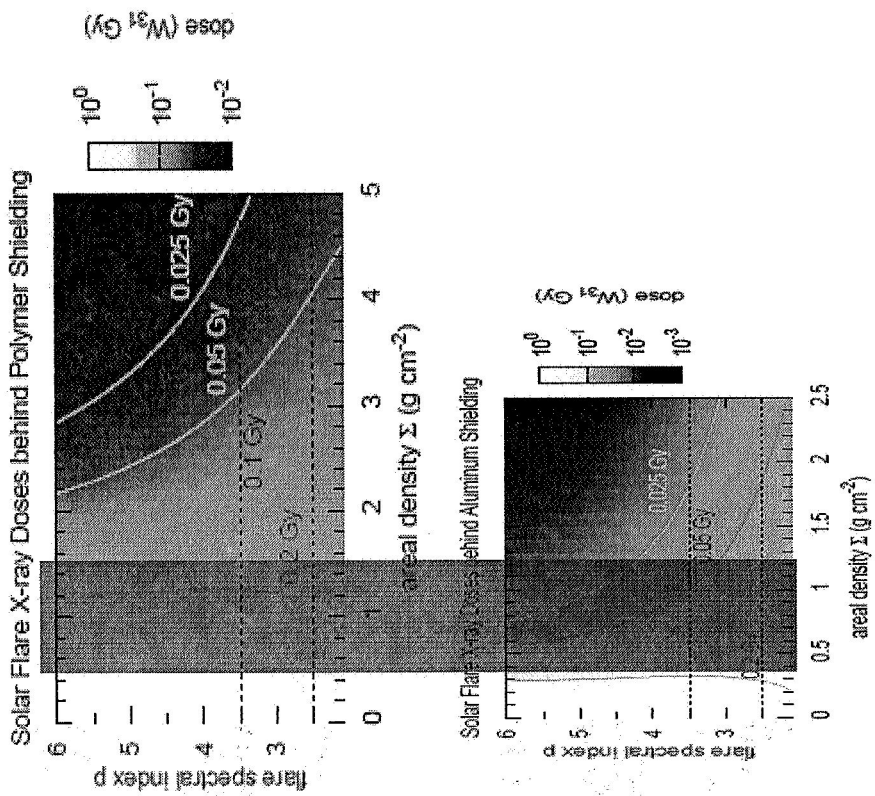 Solar Flare X-ray Doses behind Polymer Shielding
flare spectral index p
6
5
4
3
0.025 Gy
0.05 Gy
0.1 Gy
0.2 Gy
0
1
2
3
4
5
areal density Σ (g cm-2)
dose (W31 Gy)
10^0
10^-1
10^-2
Solar Flare X-ray Doses behind Aluminum Shielding
flare spectral index p
6
5
4
3
0.025 Gy
0.05 Gy
0
0.5
1
1.5
2
2.5
areal density Σ (g cm-2)
dose (W31 Gy)
10^0
10^-1
10^-2
10^-3